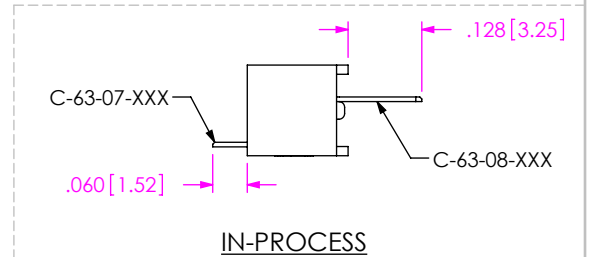 .128[3.25]
C-63-07-XXX
C-63-08-XXX
.060[1.52]
IN-PROCESS